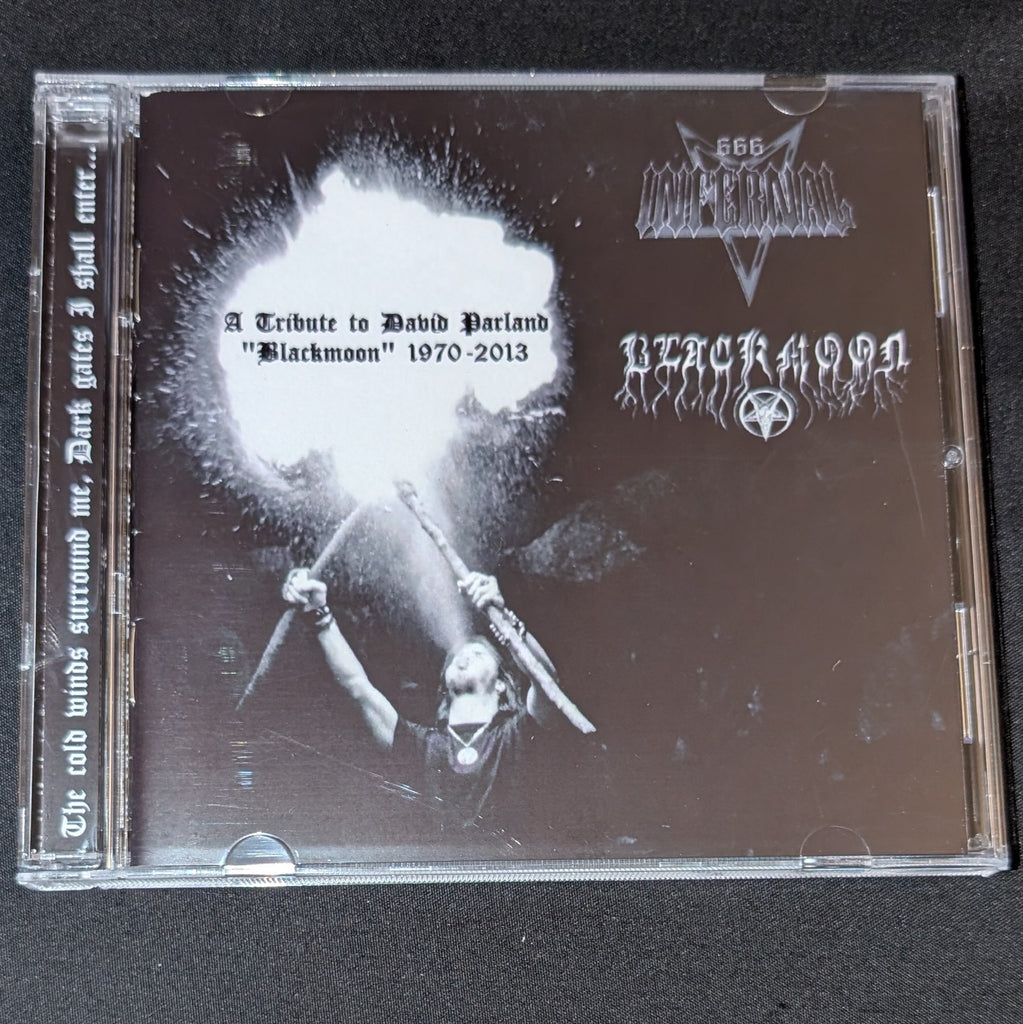 The cold winds surround me, Dark gates I shall enter...
A Tribute to David Parland
"Blackmoon" 1970-2013
666
INFERNAL
BLACKMOON